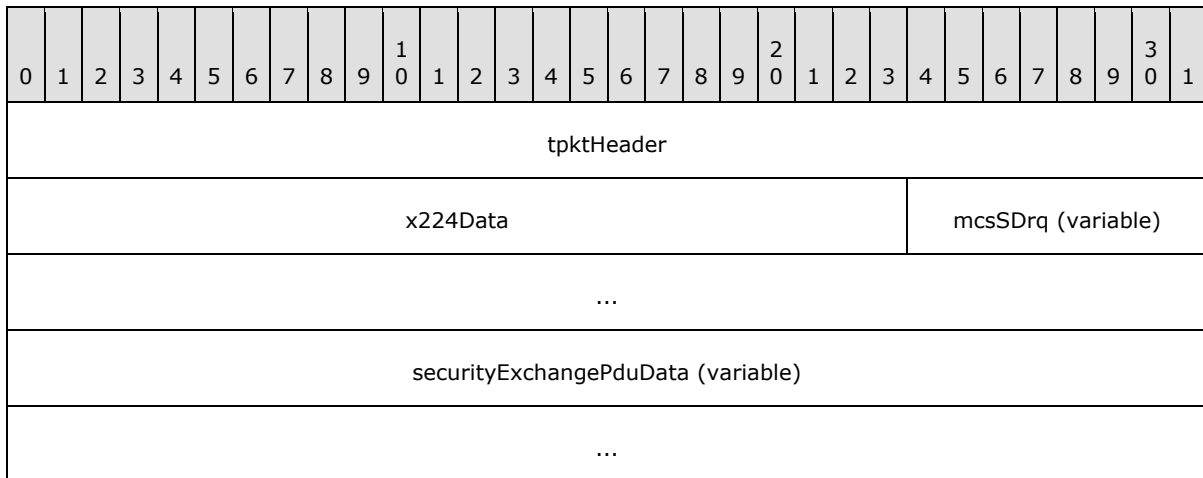 1 2 3
0 1 2 3 4 5 6 7 8 9 0 1 2 3 4 5 6 7 8 9 0 1 2 3 4 5 6 7 8 9 0 1
tpktHeader
x224Data mcsSDrq (variable)
...
securityExchangePduData (variable)
...